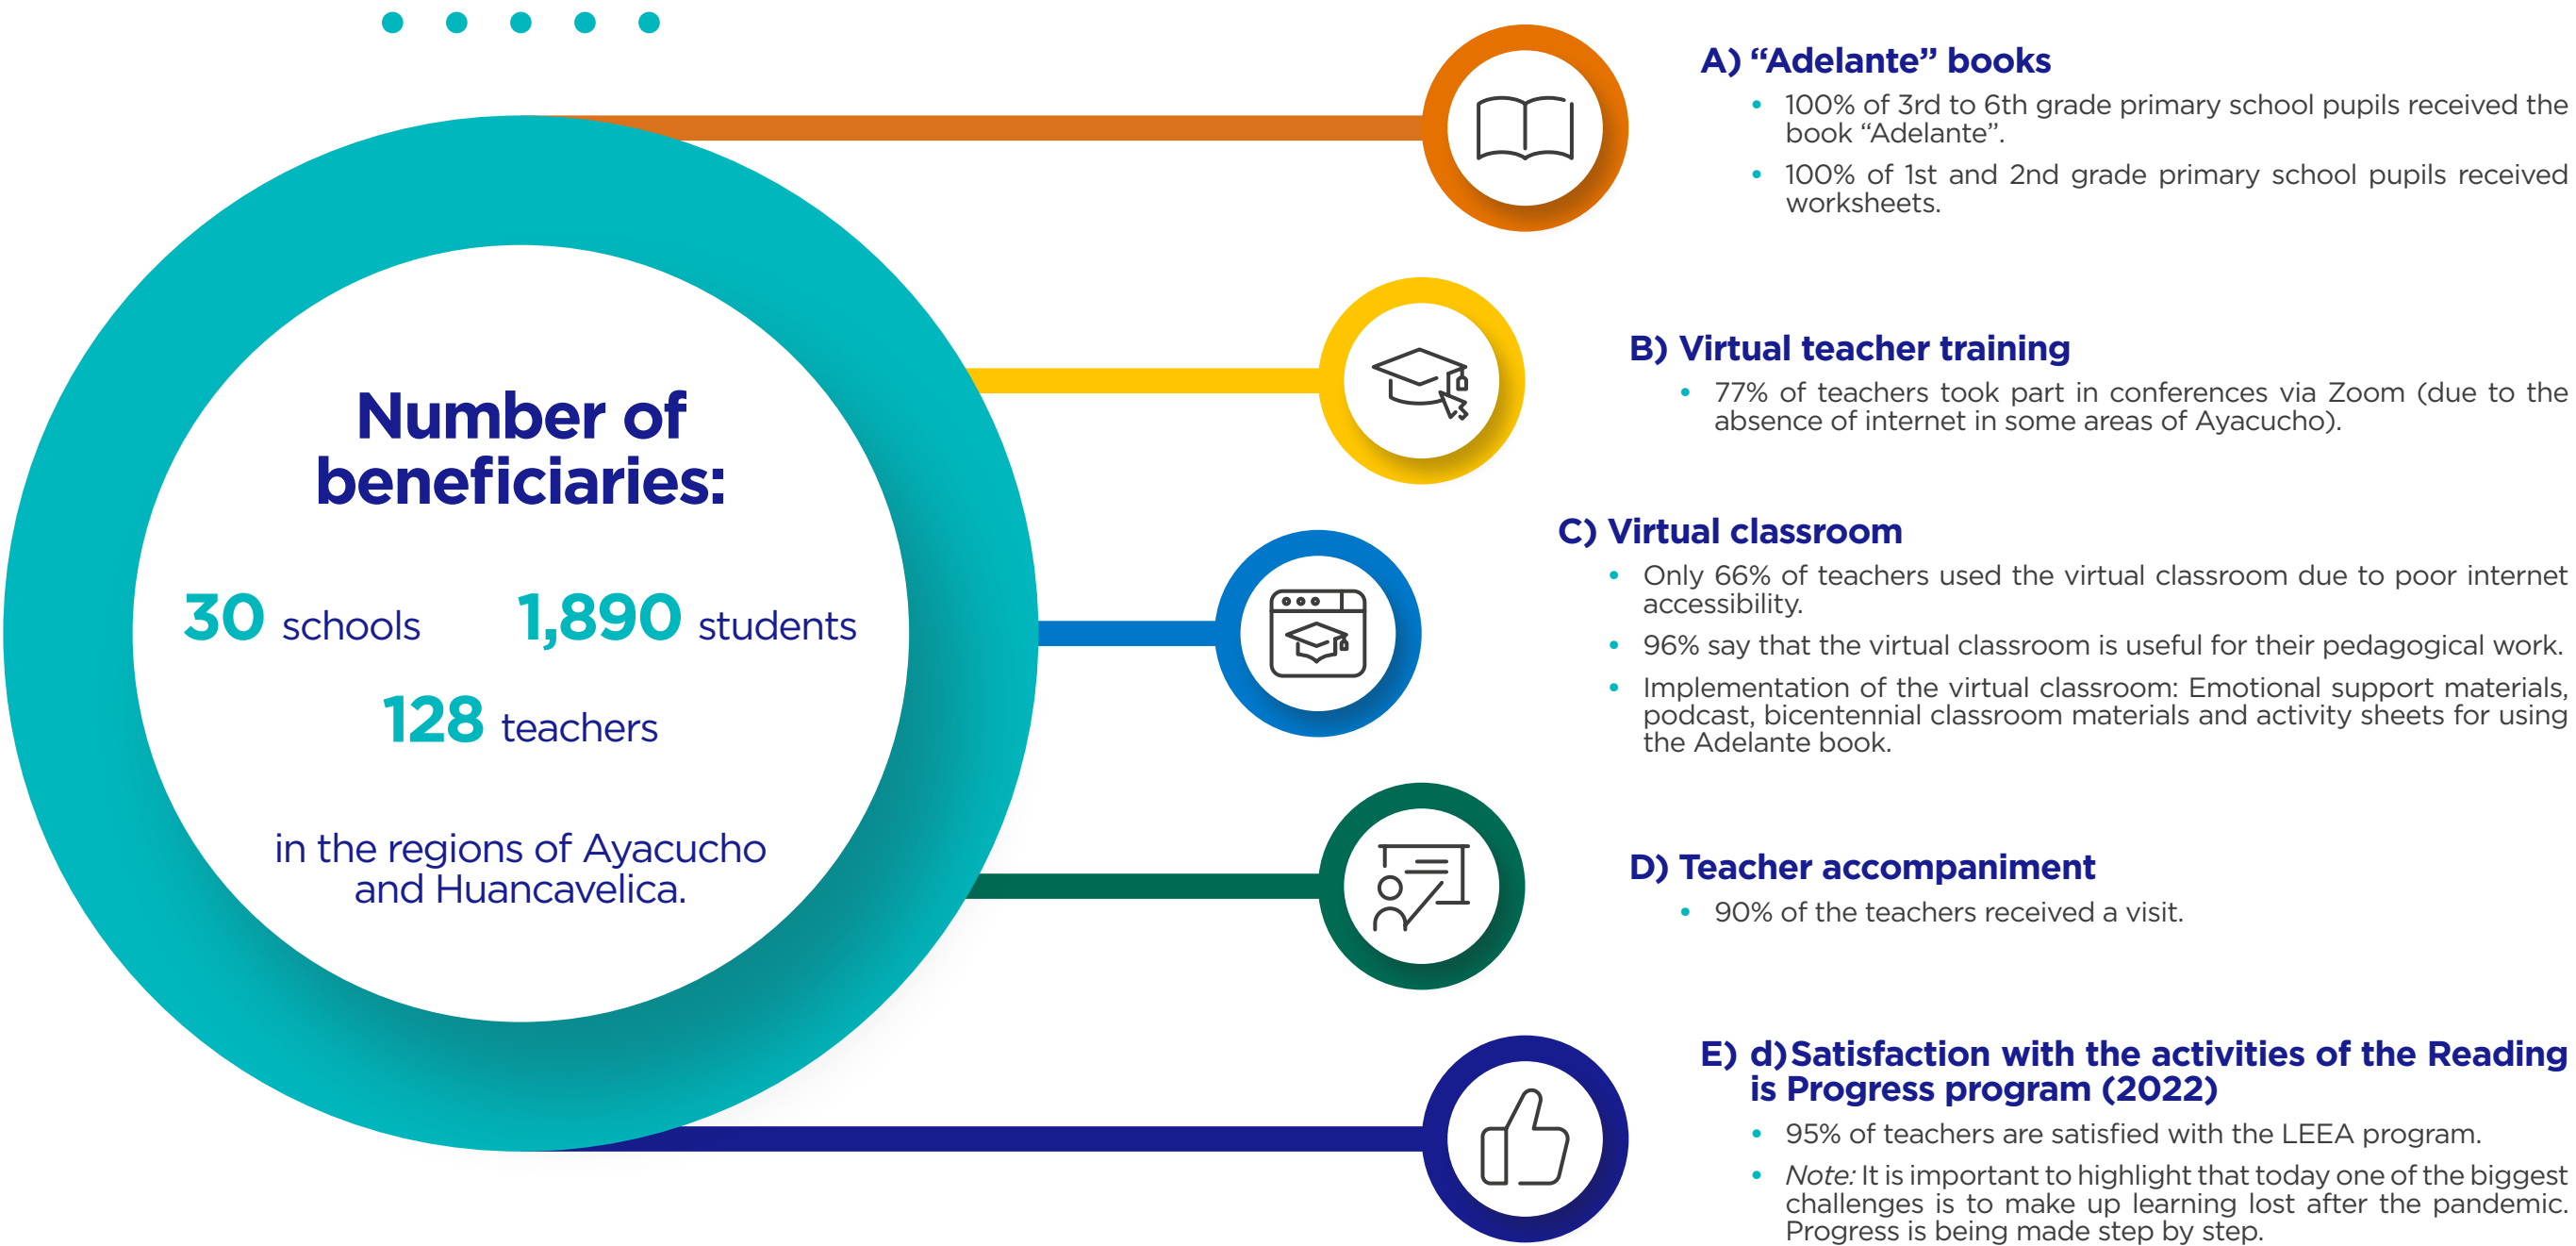 Number of
beneficiaries:
30 schools 1,890 students
128 teachers
in the regions of Ayacucho
and Huancavelica.
A) “Adelante” books
• 100% of 3rd to 6th grade primary school pupils received the
book “Adelante”.
• 100% of 1st and 2nd grade primary school pupils received
worksheets.
B) Virtual teacher training
• 77% of teachers took part in conferences via Zoom (due to the
absence of internet in some areas of Ayacucho).
C) Virtual classroom
• Only 66% of teachers used the virtual classroom due to poor internet
accessibility.
• 96% say that the virtual classroom is useful for their pedagogical work.
• Implementation of the virtual classroom: Emotional support materials,
podcast, bicentennial classroom materials and activity sheets for using
the Adelante book.
D) Teacher accompaniment
• 90% of the teachers received a visit.
E) d)Satisfaction with the activities of the Reading
is Progress program (2022)
• 95% of teachers are satisfied with the LEEA program.
• Note: It is important to highlight that today one of the biggest
challenges is to make up learning lost after the pandemic.
Progress is being made step by step.